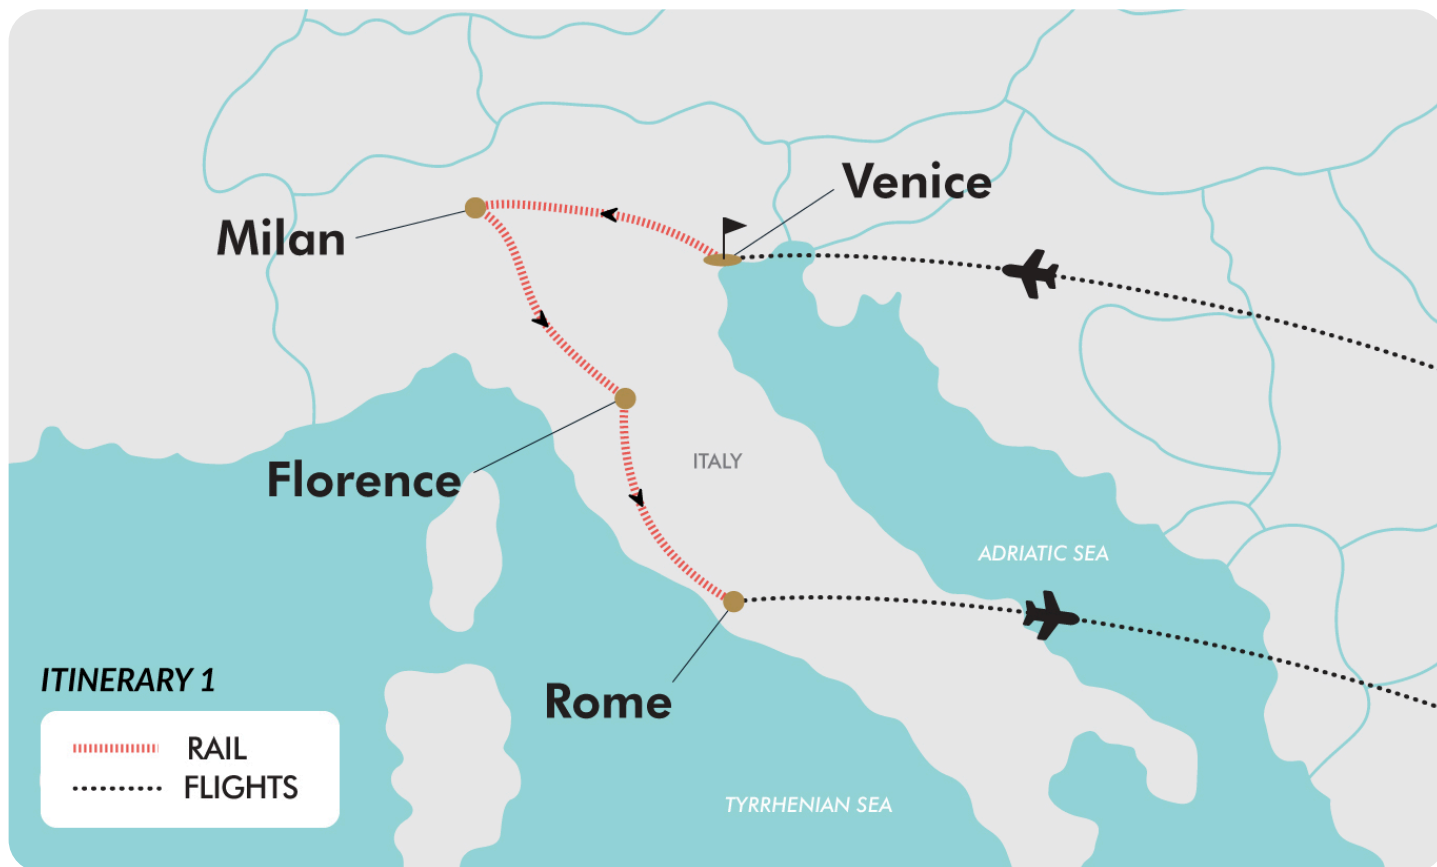 Venice
Milan
Florence
ITALY
ADRIATIC SEA
Rome
ITINERARY 1
RAIL
FLIGHTS
TYRRHENIAN SEA